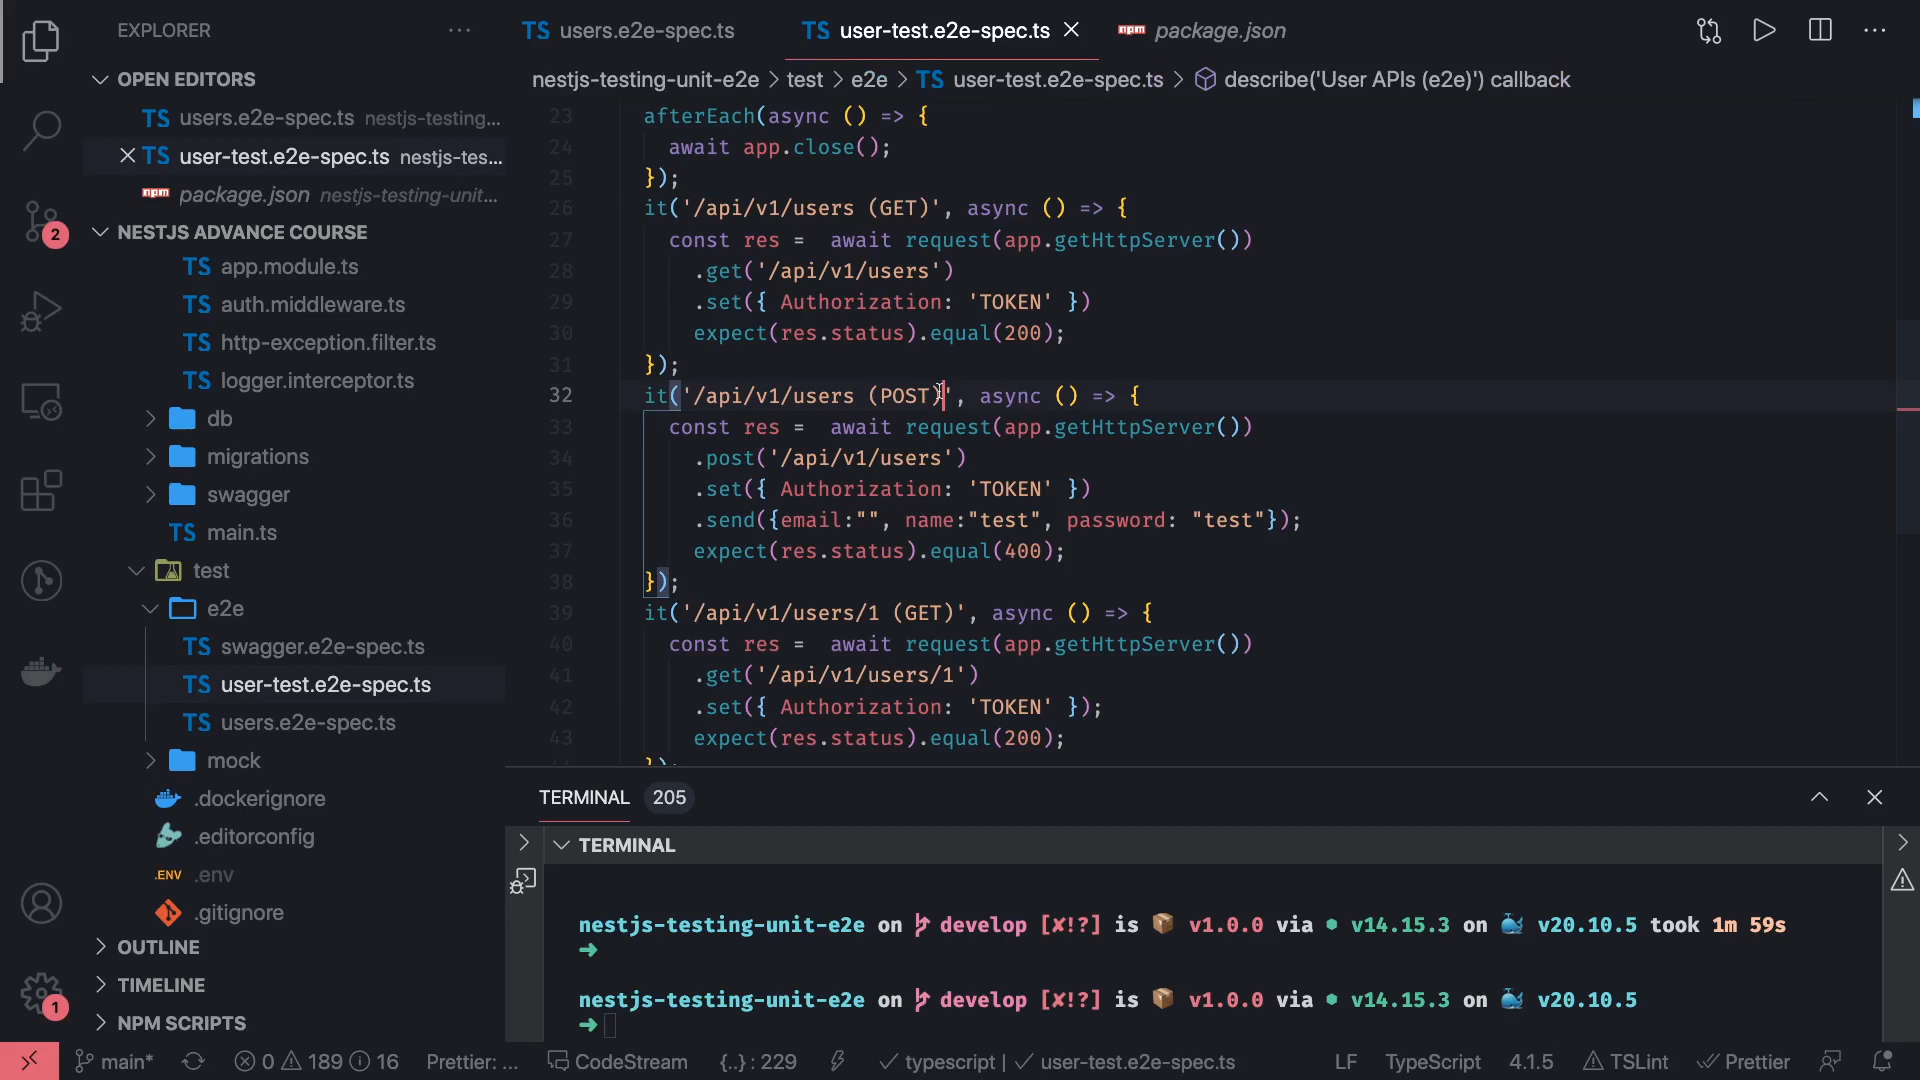 EXPLORER
OPEN EDITORS
TS users.e2e-spec.ts nestjs-testing...
TS user-test.e2e-spec.ts nestjs-tes...
npm package.json nestjs-testing-unit...
NESTJS ADVANCE COURSE
TS app.module.ts
TS auth.middleware.ts
TS http-exception.filter.ts
TS logger.interceptor.ts
db
migrations
swagger
TS main.ts
test
e2e
TS swagger.e2e-spec.ts
TS user-test.e2e-spec.ts
TS users.e2e-spec.ts
mock
.dockerignore
.editorconfig
.ENV .env
.gitignore
OUTLINE
TIMELINE
NPM SCRIPTS
2
1
TS users.e2e-spec.ts TS user-test.e2e-spec.ts npm package.json
nestjs-testing-unit-e2e > test > e2e > TS user-test.e2e-spec.ts > describe('User APIs (e2e)') callback
23 afterEach(async () => {
24 await app.close();
25 });
26 it('/api/v1/users (GET)', async () => {
27 const res =  await request(app.getHttpServer())
28 .get('/api/v1/users')
29 .set({ Authorization: 'TOKEN' })
30 expect(res.status).equal(200);
31 });
32 it('/api/v1/users (POST)', async () => {
33 const res =  await request(app.getHttpServer())
34 .post('/api/v1/users')
35 .set({ Authorization: 'TOKEN' })
36 .send({email:"", name:"test", password: "test"});
37 expect(res.status).equal(400);
38 });
39 it('/api/v1/users/1 (GET)', async () => {
40 const res =  await request(app.getHttpServer())
41 .get('/api/v1/users/1')
42 .set({ Authorization: 'TOKEN' });
43 expect(res.status).equal(200);
TERMINAL 205
TERMINAL
nestjs-testing-unit-e2e on develop [✘!?] is 📦 v1.0.0 via v14.15.3 on 🐳 v20.10.5 took 1m 59s
➜
nestjs-testing-unit-e2e on develop [✘!?] is 📦 v1.0.0 via v14.15.3 on 🐳 v20.10.5
➜
main* 0 189 16 Prettier: ... CodeStream {..} : 229 typescript | user-test.e2e-spec.ts LF TypeScript 4.1.5 TSLint Prettier